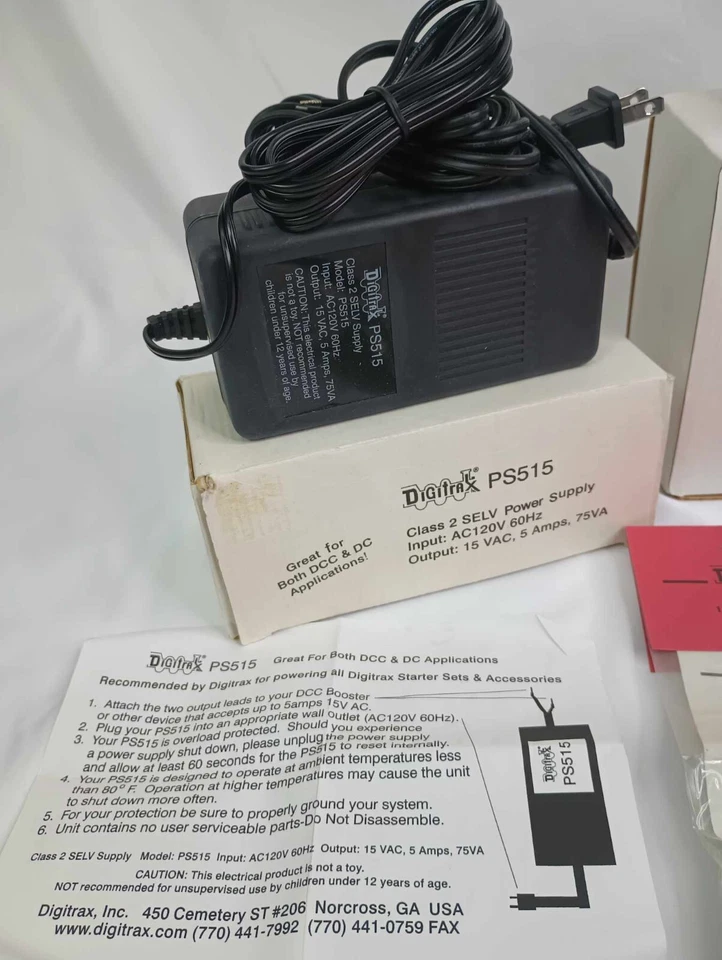 DIGITRAX® PS515
Class 2 SELV Supply
Model: PS515
Input: AC120V 60Hz
Output: 15 VAC, 5 Amps, 75VA
CAUTION: This electrical product
is not a toy. NOT recommended
for unsupervised use by
children under 12 years of age.
DIGITRAX® PS515
Class 2 SELV Power Supply
Input: AC120V 60Hz
Output: 15 VAC, 5 Amps, 75VA
Great for
Both DCC & DC
Applications!
DIGITRAX® PS515 Great For Both DCC & DC Applications
Recommended by Digitrax for powering all Digitrax Starter Sets & Accessories
1. Attach the two output leads to your DCC Booster
or other device that accepts up to 5amps 15V AC.
2. Plug your PS515 into an appropriate wall outlet (AC120V 60Hz).
3. Your PS515 is overload protected. Should you experience
a power supply shut down, please unplug the power supply
and allow at least 60 seconds for the PS515 to reset internally.
4. Your PS515 is designed to operate at ambient temperatures less
than 80° F. Operation at higher temperatures may cause the unit
to shut down more often.
5. For your protection be sure to properly ground your system.
6. Unit contains no user serviceable parts-Do Not Disassemble.
Class 2 SELV Supply Model: PS515 Input: AC120V 60Hz Output: 15 VAC, 5 Amps, 75VA
CAUTION: This electrical product is not a toy.
NOT recommended for unsupervised use by children under 12 years of age.
Digitrax, Inc. 450 Cemetery ST #206 Norcross, GA USA
www.digitrax.com (770) 441-7992 (770) 441-0759 FAX
DIGITRAX
PS515